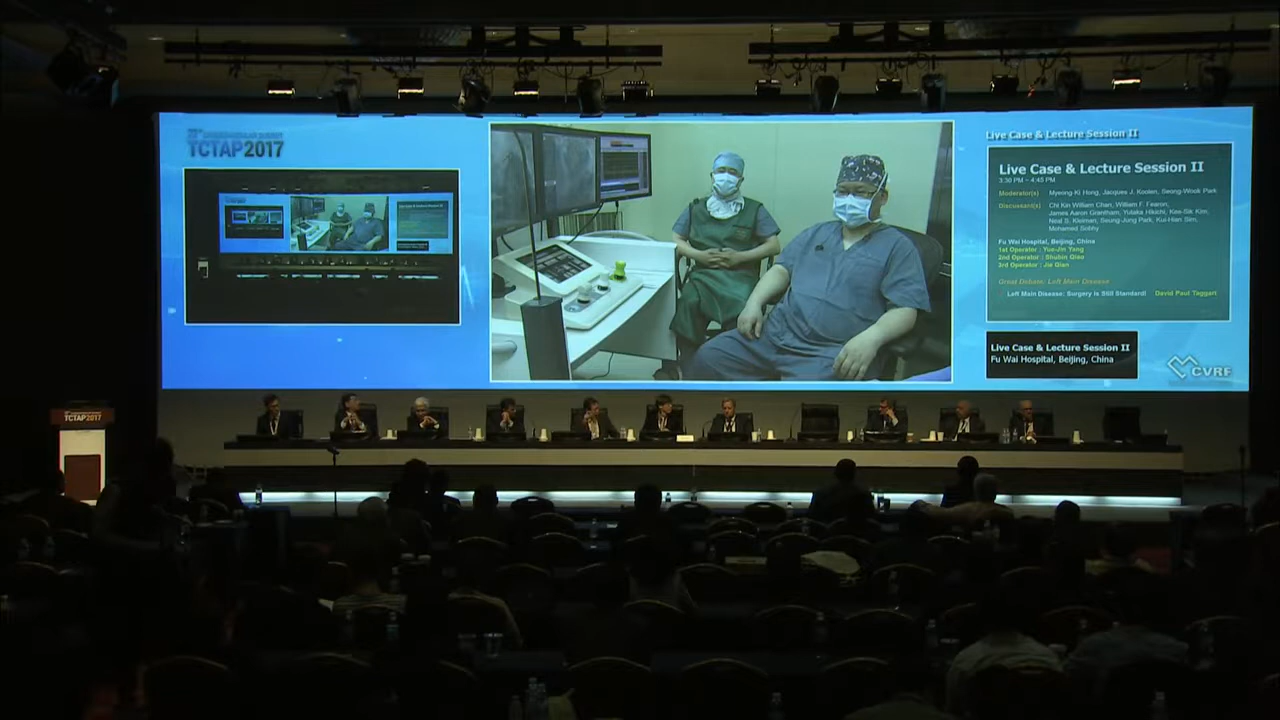 TCTAP2017
Live Case & Lecture Session II
Live Case & Lecture Session II
3:30 PM ~ 4:45 PM
Moderator(s) Myeong-Ki Hong, Jacques J. Koolen, Seong-Wook Park
Discussant(s) Chi Kin William Chan, William F. Fearon,
James Aaron Grantham, Yutaka Hikichi, Kee-Sik Kim,
Neal S. Kleiman, Seung-Jung Park, Kui-Hian Sim,
Mohamed Sobhy
Fu Wai Hospital, Beijing, China
1st Operator : Yue-Jin Yang
2nd Operator : Shubin Qiao
3rd Operator : Jie Qian
Great Debate: Left Main Disease
Left Main Disease: Surgery is Still Standard! David Paul Taggart
Live Case & Lecture Session II
Fu Wai Hospital, Beijing, China
CVRF
TCTAP2017